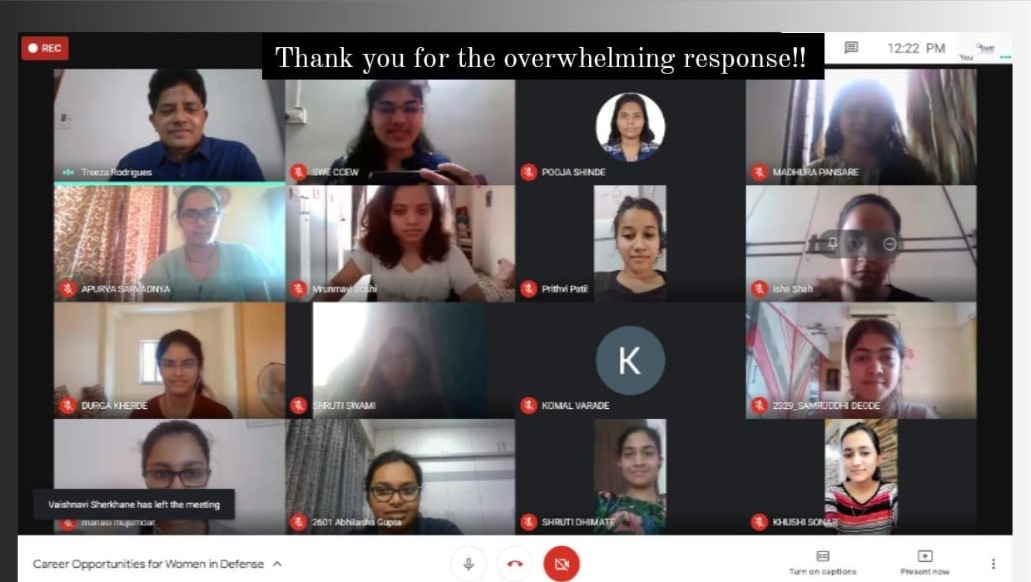 REC
Thank you for the overwhelming response!!
12:22 PM
swe
You
Treeza Rodrigues
SWE CCEW
POOJA SHINDE
MADHURA PANSARE
APURVA SARVADNYA
Mrunmayi Joshi
Prithvi Patil
Isha Shah
DURGA KHERDE
SHRUTI SWAMI
K
KOMAL VARADE
2329_SAMRUDDHI DEODE
Vaishnavi Sherkhane has left the meeting
manasi mujumdar
2601 Abhilasha Gupta
SHRUTI DHIMATE
KHUSHI SONAR
Career Opportunities for Women in Defense
Turn on captions
Present now